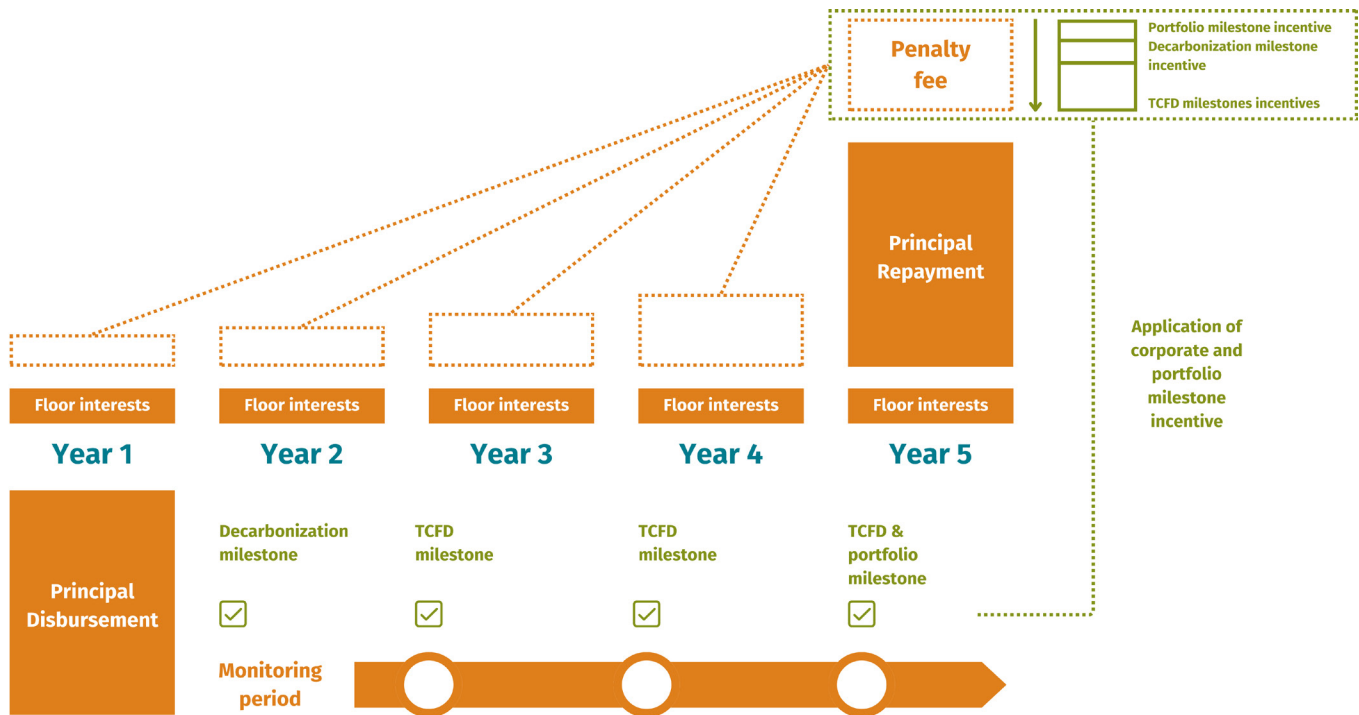 Penalty
fee
Portfolio milestone incentive
Decarbonization milestone
incentive
TCFD milestones incentives
Principal
Repayment
Application of
corporate and
portfolio
milestone
incentive
Floor interests
Floor interests
Floor interests
Floor interests
Floor interests
Year 1
Year 2
Year 3
Year 4
Year 5
Principal
Disbursement
Decarbonization
milestone
TCFD
milestone
TCFD
milestone
TCFD &
portfolio
milestone
Monitoring
period